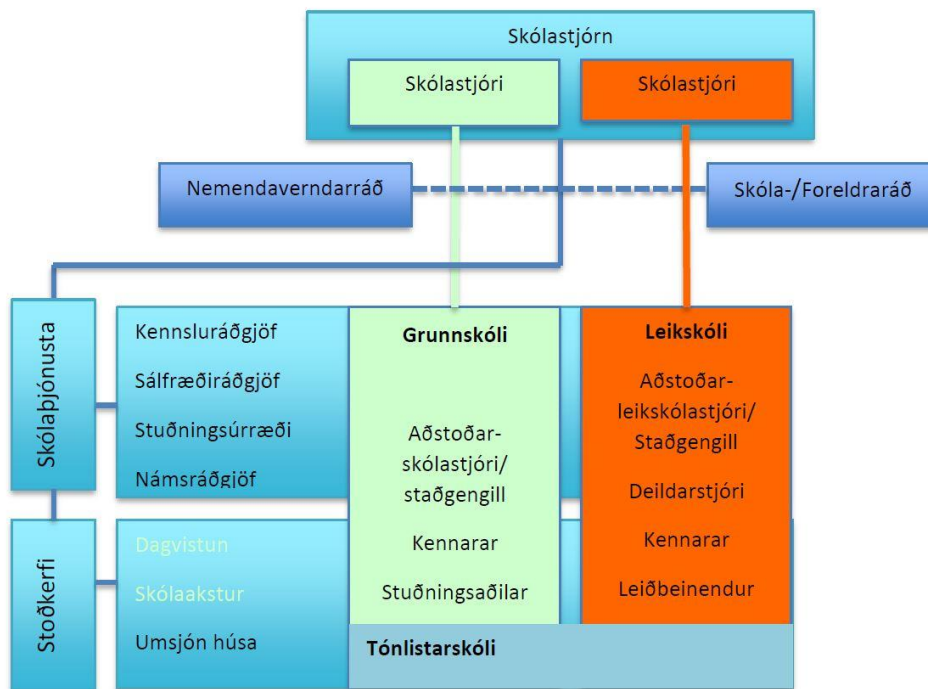 Skólastjórn
Skólastjóri
Skólastjóri
Nemendaverndarráð
Skóla-/Foreldraráð
Skólaþjónusta
Kennsluráðgjöf
Sálfræðiráðgjöf
Stuðningsúrræði
Námsráðgjöf
Grunnskóli
Aðstoðar-
skólastjóri/
staðgengill
Kennarar
Stuðningsaðilar
Leikskóli
Aðstoðar-
leikskólastjóri/
Staðgengill
Deildarstjóri
Kennarar
Leiðbeinendur
Stoðkerfi
Dagvistun
Skólaakstur
Umsjón húsa
Tónlistarskóli